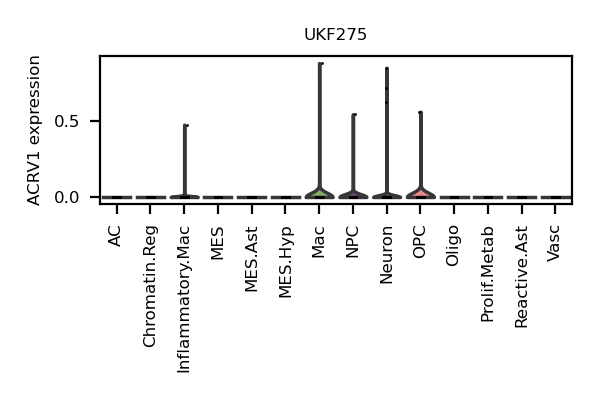 UKF275
ACRV1 expression
0.5
0.0
AC
Chromatin.Reg
Inflammatory.Mac
MES
MES.Ast
MES.Hyp
Mac
NPC
Neuron
OPC
Oligo
Prolif.Metab
Reactive.Ast
Vasc